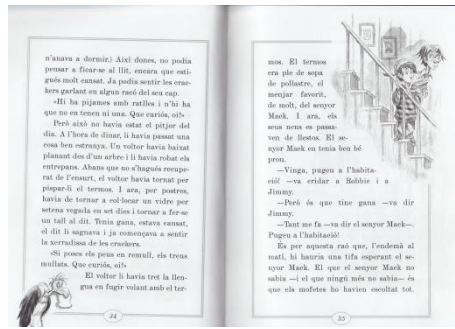 n'anava a dormir.) Així dones, no podia
pensar a ficar-se al llit, encara que esti-
gués molt cansat. Ja podia sentir les crac-
kers garlant en algun racó del seu cap.
«Hi ha pijames amb ratlles i n'hi ha
que no en tenen ni una. Que curiós, oi!»
Però això no havia estat el pitjor del
dia. A l'hora de dinar, li havia passat una
cosa ben estranya. Un voltor havia baixat
planant des d'un arbre i li havia robat els
entrepans. Abans que no s'hagués recupe-
rat de l'ensurt, el voltor havia tornat per
pispar-li el termos. I ara, per postres,
havia de tornar a col·locar un vidre per
setena vegada en set dies i tornar a fer-se
un tall al dit. Tenia gana, estava cansat,
el dit li sagnava i ja començava a sentir
la xerradissa de les crackers.
«Si poses els peus en remull, els treus
mullats. Que curiós, oi!»
El voltor li havia tret la llen-
gua en fugir volant amb el ter-
34
mos. El termos
era ple de sopa
de pollastre, el
menjar favorit,
de molt, del senyor
Mack. I ara, els
seus nens es passa-
ven de llestos. El se-
nyor Mack en tenia ben bé
prou.
—Vinga, pugeu a l'habita-
ció! —va cridar a Robbie i a
Jimmy.
—Però és que tinc gana —va dir
Jimmy.
—Tant me fa —va dir el senyor Mack—.
Pugeu a l'habitació!
És per aquesta raó que, l'endemà al
matí, hi hauria una tifa esperant el se-
nyor Mack. El que el senyor Mack no
sabia —i el que ningú més no sabia— és
que els mofetes ho havien escoltat tot.
35